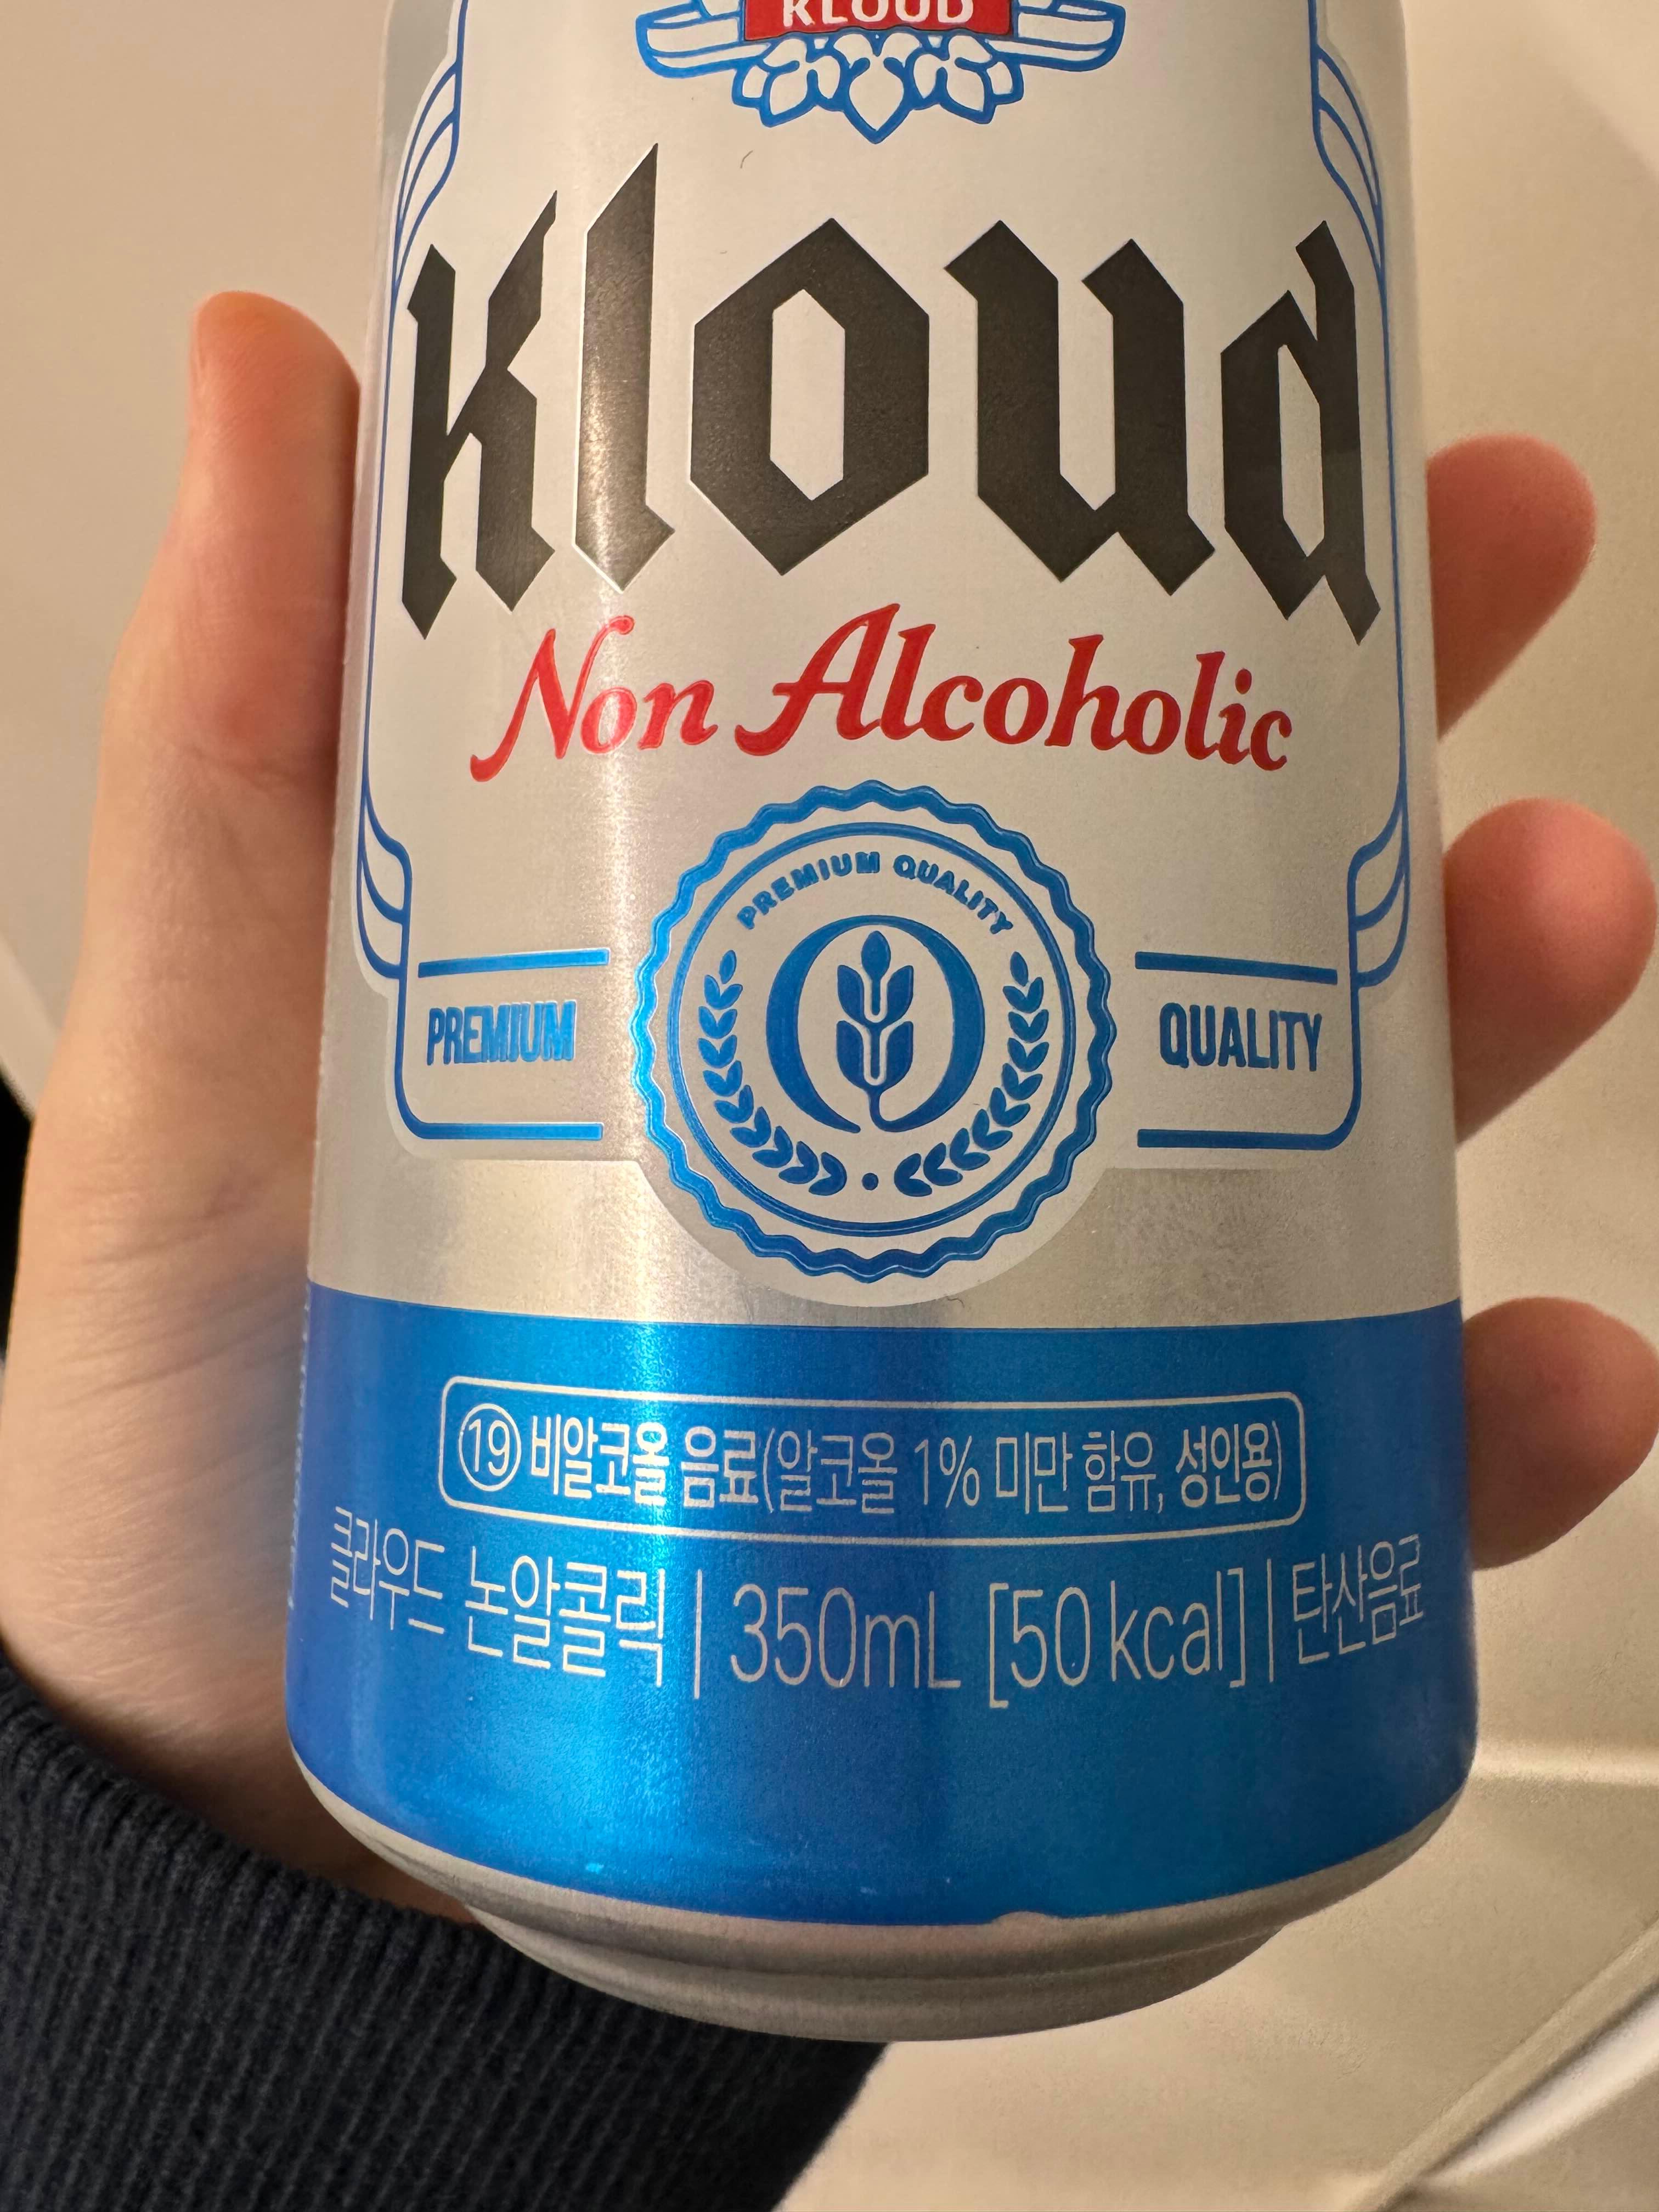 KLOUD
Kloud
Non Alcoholic
PREMIUM QUALITY
PREMIUM
QUALITY
⑲ 비알코올 음료(알코올 1% 미만 함유, 성인용)
클라우드 논알콜릭 | 350mL [50 kcal] | 탄산음료